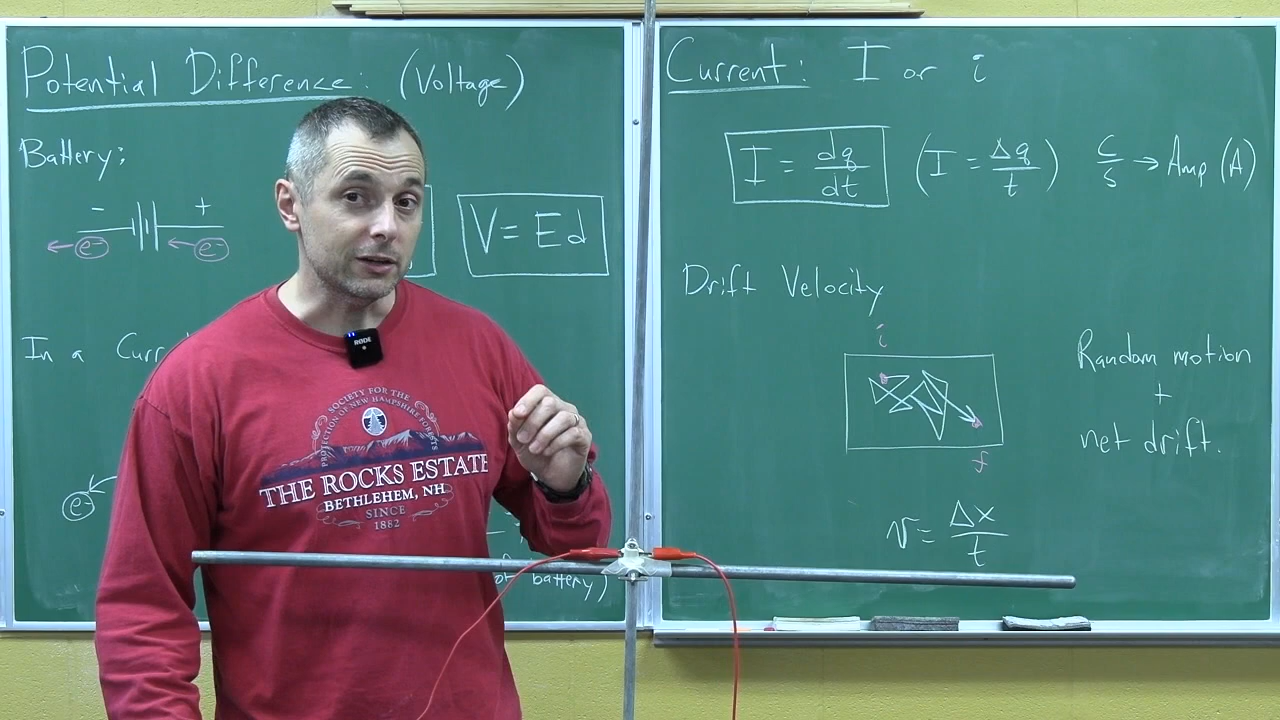 Potential Difference: (Voltage)
Battery:
- +
e- e-
V = Ed
In a Curr
e-
of battery)
Current: I or i
I = dq/dt (I = Δq/t) C/s → Amp (A)
Drift Velocity
i
f
Random motion
+
net drift.
v = Δx/t
RODE
SOCIETY FOR THE
PROTECTION OF NEW HAMPSHIRE FORESTS
THE ROCKS ESTATE
BETHLEHEM, NH
SINCE
1882